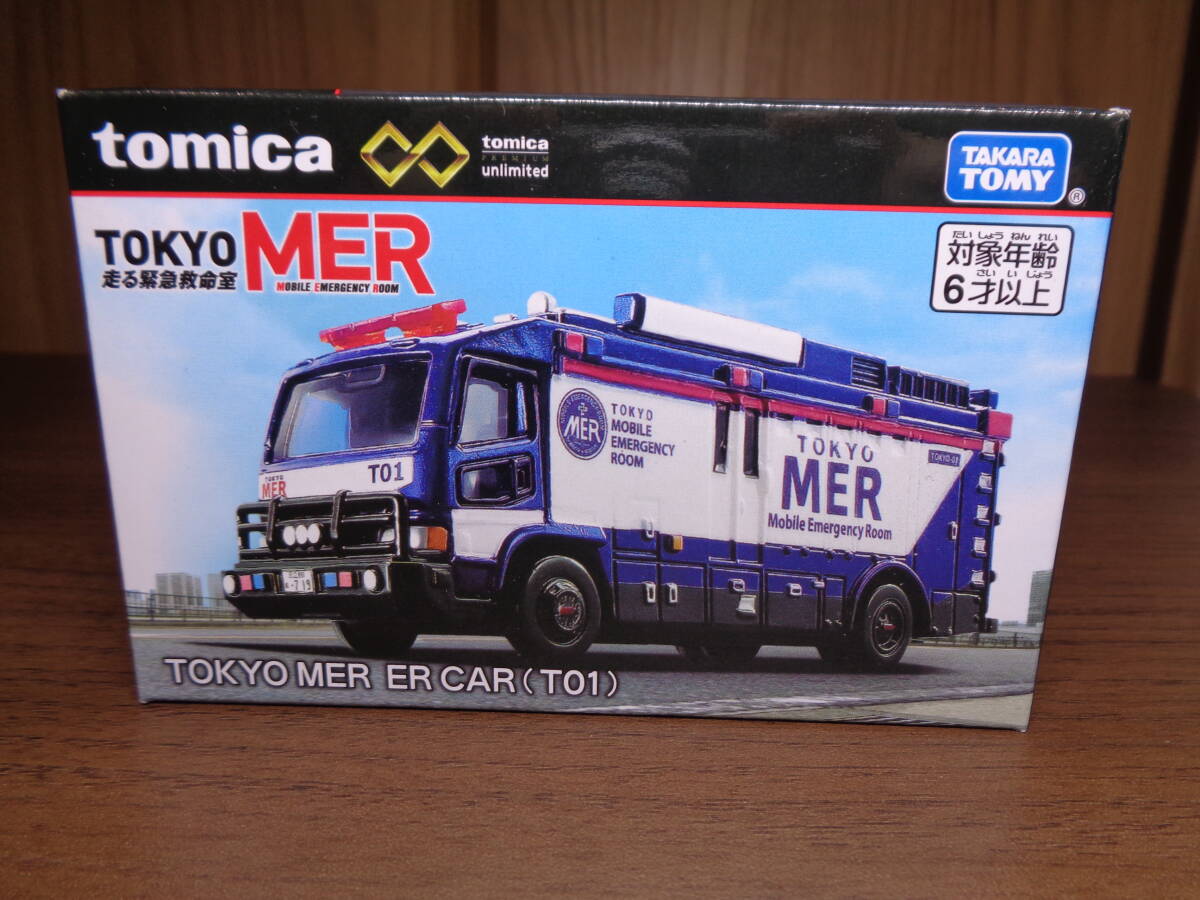 tomica
tomica
PREMIUM
unlimited
TAKARA
TOMY
®
TOKYO
走る緊急救命室
MER
MOBILE EMERGENCY ROOM
たいしょうねんれい
対象年齢
さいいじょう
6才以上
MER
TOKYO
MOBILE
EMERGENCY
ROOM
TOKYO
MER
Mobile Emergency Room
TOKYO
MER
T01
・719
TOKYO MER ER CAR(T01)